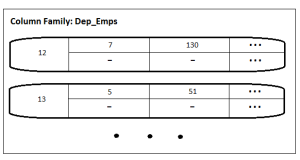 Column Family: Dep_Emps
12 7 130 •••
– – •••
13 5 51 •••
– – •••
• • •